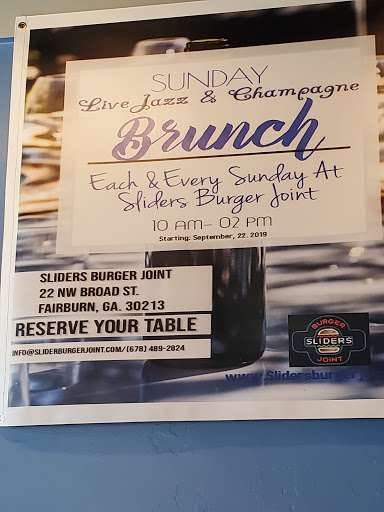 SUNDAY
Live Jazz & Champagne
Brunch
Each & Every Sunday At
Sliders Burger Joint
10 AM- 02 PM
Starting: September, 22. 2019
SLIDERS BURGER JOINT
22 NW BROAD ST.
FAIRBURN, GA. 30213
RESERVE YOUR TABLE
INFO@SLIDERBURGERJOINT.COM/(678) 489-2824
BURGER
SLIDERS
JOINT